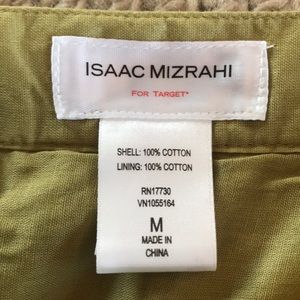 ISAAC MIZRAHI
FOR TARGET*
SHELL: 100% COTTON
LINING: 100% COTTON
RN17730
VN1055164
M
MADE IN
CHINA